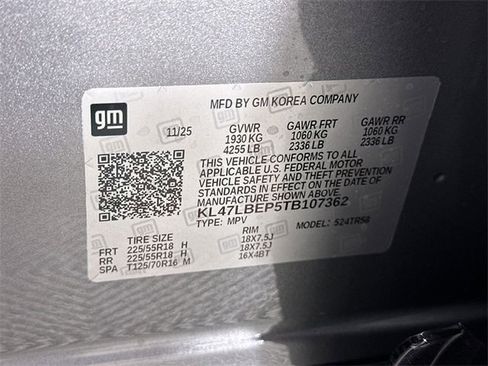 gm
MFD BY GM KOREA COMPANY
11/25 GVWR GAWR FRT GAWR RR
1930 KG 1060 KG 1060 KG
4255 LB 2336 LB 2336 LB
THIS VEHICLE CONFORMS TO ALL
APPLICABLE U.S. FEDERAL MOTOR
VEHICLE SAFETY AND THEFT PREVENTION
STANDARDS IN EFFECT ON THE DATE OF
MANUFACTURE SHOWN ABOVE.
KL47LBEP5TB107362
TYPE: MPV MODEL: 524TR58
TIRE SIZE RIM
FRT 225/55R18 H 18X7.5J
RR 225/55R18 H 18X7.5J
SPA T125/70R16 M 16X4BT